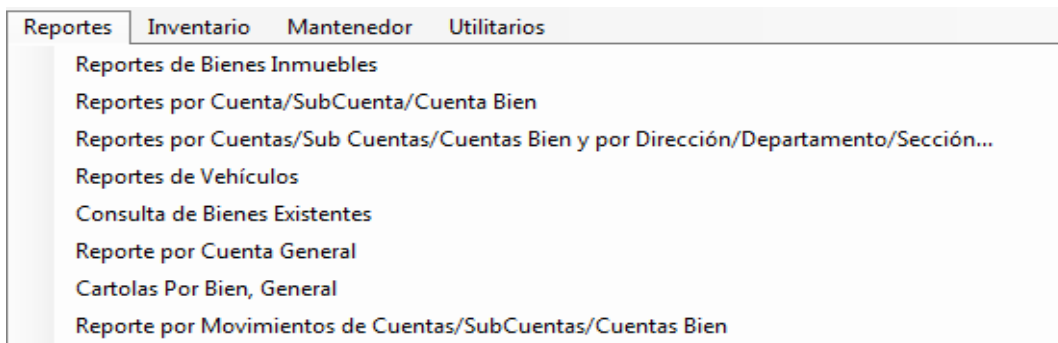 Reportes Inventario Mantenedor Utilitarios
Reportes de Bienes Inmuebles
Reportes por Cuenta/SubCuenta/Cuenta Bien
Reportes por Cuentas/Sub Cuentas/Cuentas Bien y por Dirección/Departamento/Sección...
Reportes de Vehículos
Consulta de Bienes Existentes
Reporte por Cuenta General
Cartolas Por Bien, General
Reporte por Movimientos de Cuentas/SubCuentas/Cuentas Bien